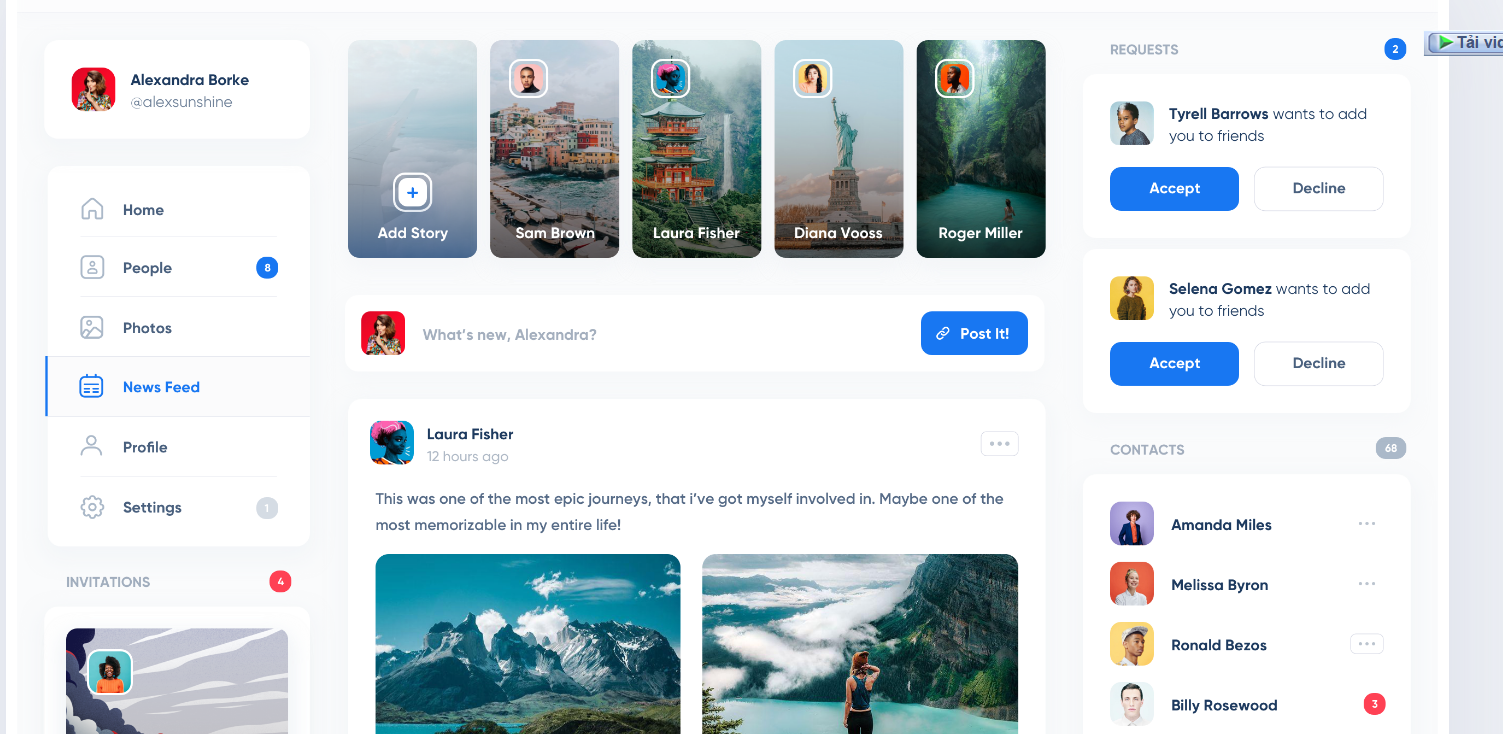 Alexandra Borke
@alexsunshine
Home
People
8
Photos
News Feed
Profile
Settings
1
INVITATIONS
4
Add Story
Sam Brown
Laura Fisher
Diana Vooss
Roger Miller
What's new, Alexandra?
Post It!
Laura Fisher
12 hours ago
This was one of the most epic journeys, that i've got myself involved in. Maybe one of the
most memorizable in my entire life!
REQUESTS
2
Tyrell Barrows wants to add
you to friends
Accept
Decline
Selena Gomez wants to add
you to friends
Accept
Decline
CONTACTS
68
Amanda Miles
Melissa Byron
Ronald Bezos
Billy Rosewood
3
Tải